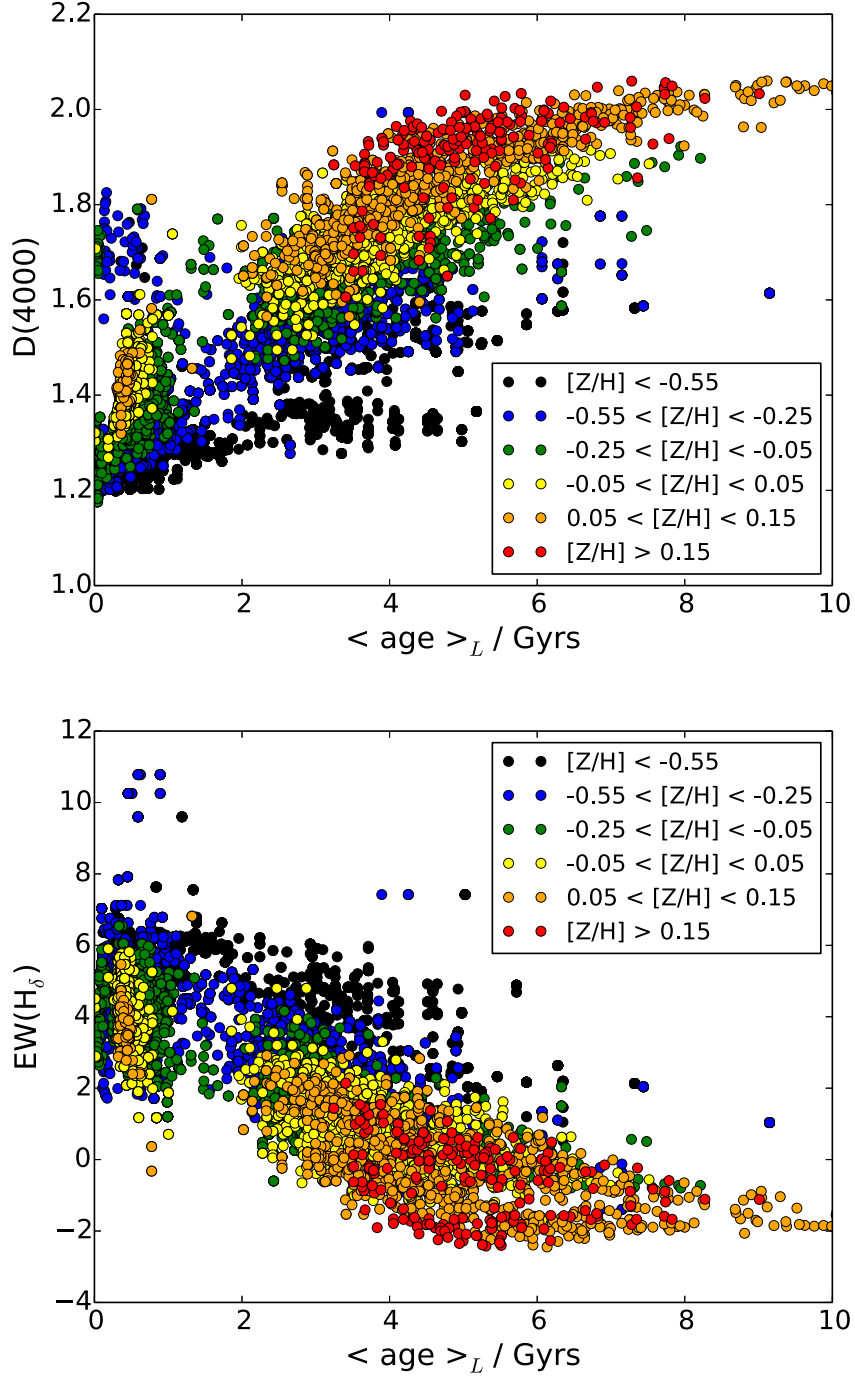 2.2
2.0
1.8
1.6
1.4
1.2
1.0
D(4000)
[Z/H] < -0.55
-0.55 < [Z/H] < -0.25
-0.25 < [Z/H] < -0.05
-0.05 < [Z/H] < 0.05
0.05 < [Z/H] < 0.15
[Z/H] > 0.15
0 2 4 6 8 10
< age >L / Gyrs
12
10
8
6
4
2
0
−2
−4
EW(Hδ)
[Z/H] < -0.55
-0.55 < [Z/H] < -0.25
-0.25 < [Z/H] < -0.05
-0.05 < [Z/H] < 0.05
0.05 < [Z/H] < 0.15
[Z/H] > 0.15
0 2 4 6 8 10
< age >L / Gyrs